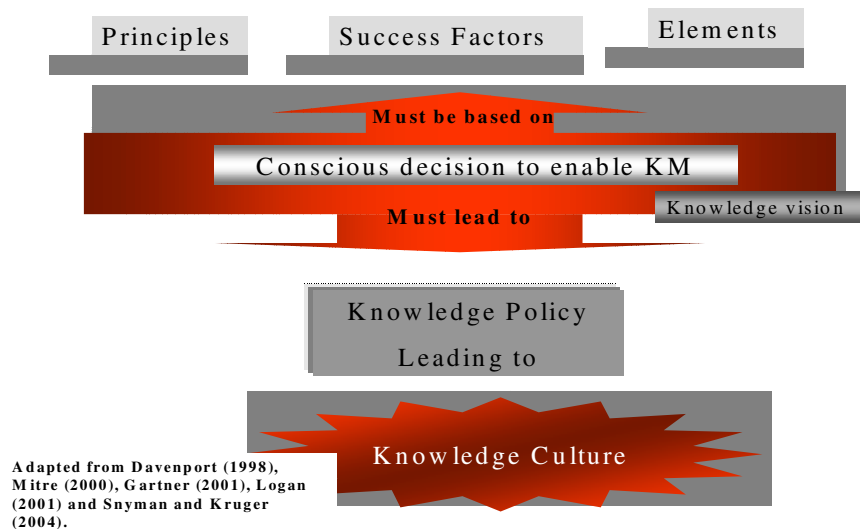 Principles
Success Factors
Elements
Must be based on
Conscious decision to enable KM
Must lead to
Knowledge vision
Knowledge Policy
Leading to
Knowledge Culture
Adapted from Davenport (1998),
Mitre (2000), Gartner (2001), Logan
(2001) and Snyman and Kruger
(2004).